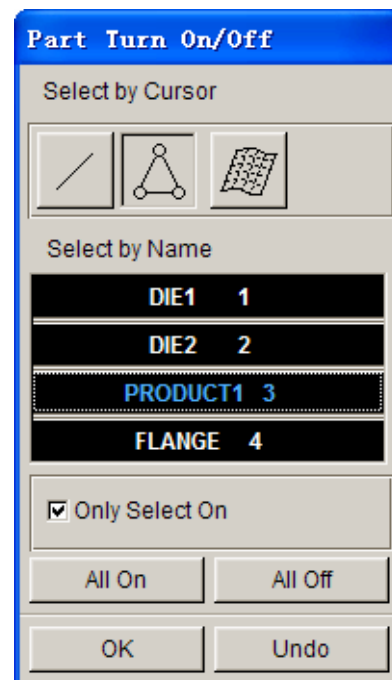 Part Turn On/Off
Select by Cursor
Select by Name
DIE1 1
DIE2 2
PRODUCT1 3
FLANGE 4
Only Select On
All On All Off
OK Undo